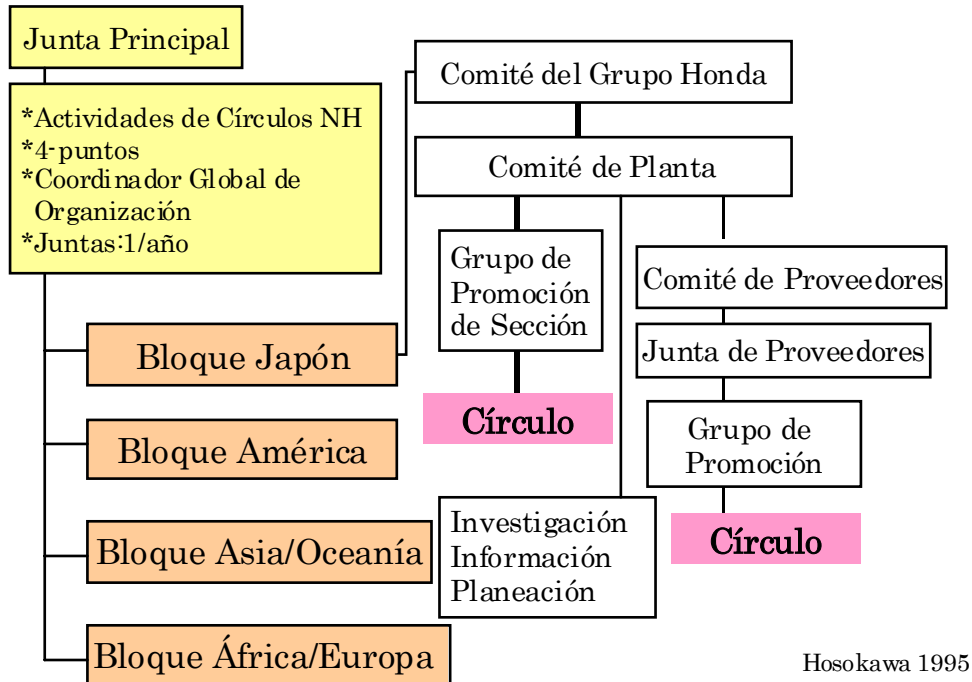 Junta Principal
*Actividades de Círculos NH
*4-puntos
*Coordinador Global de
Organización
*Juntas:1/año
Bloque Japón
Bloque América
Bloque Asia/Oceanía
Bloque África/Europa
Comité del Grupo Honda
Comité de Planta
Grupo de
Promoción
de Sección
Círculo
Investigación
Información
Planeación
Comité de Proveedores
Junta de Proveedores
Grupo de
Promoción
Círculo
Hosokawa 1995